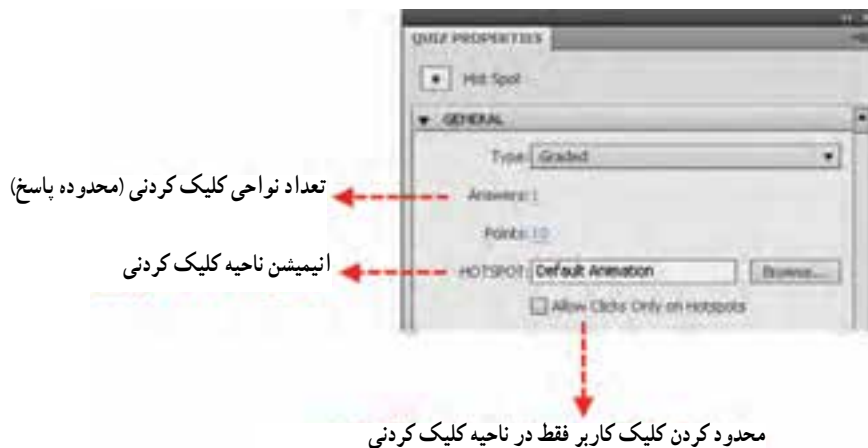 QUIZ PROPERTIES
Hot Spot
GENERAL
Type: Graded
تعداد نواحی کلیک کردنی (محدوده پاسخ)
Answers: 1
Points: 10
انیمیشن ناحیه کلیک کردنی
HOTSPOT: Default Animation Browse...
Allow Clicks Only on Hotspots
محدود کردن کلیک کاربر فقط در ناحیه کلیک کردنی